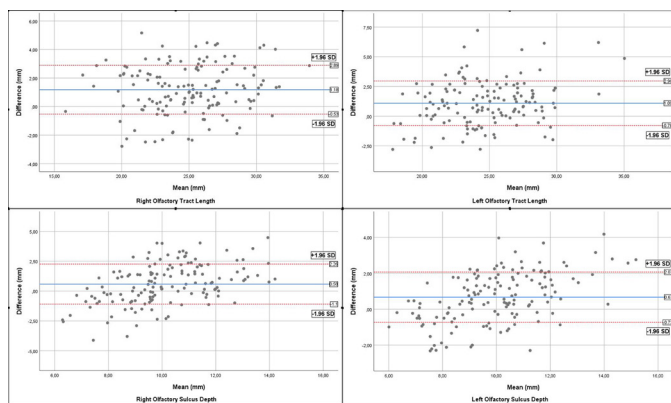 6,00
4,00
2,00
,00
-2,00
-4,00
+1.96 SD
-1.96 SD
15,00 20,00 25,00 30,00 35,00
Difference (mm)
Mean (mm)
Right Olfactory Tract Length
7,50
5,00
2,50
,00
-2,50
+1.96 SD
-1.96 SD
20,00 25,00 30,00 35,00
Difference (mm)
Mean (mm)
Left Olfactory Tract Length
5,00
2,50
,00
-2,50
-5,00
+1.96 SD
-1.96 SD
6,00 8,00 10,00 12,00 14,00 16,00
Difference (mm)
Mean (mm)
Right Olfactory Sulcus Depth
4,00
2,00
,00
-2,00
+1.96 SD
-1.96 SD
6,00 8,00 10,00 12,00 14,00 16,00
Difference (mm)
Mean (mm)
Left Olfactory Sulcus Depth